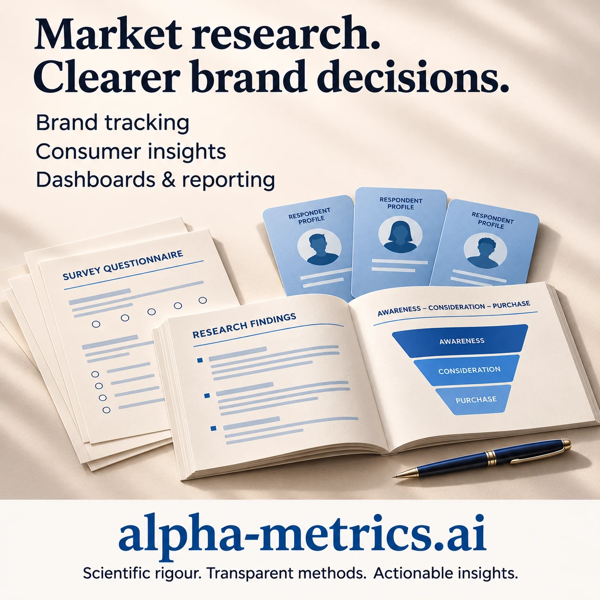 Market research.
Clearer brand decisions.
Brand tracking
Consumer insights
Dashboards & reporting
RESPONDENT
PROFILE
RESPONDENT
PROFILE
RESPONDENT
PROFILE
SURVEY QUESTIONNAIRE
RESEARCH FINDINGS
AWARENESS – CONSIDERATION – PURCHASE
AWARENESS
CONSIDERATION
PURCHASE
alpha-metrics.ai
Scientific rigour. Transparent methods. Actionable insights.